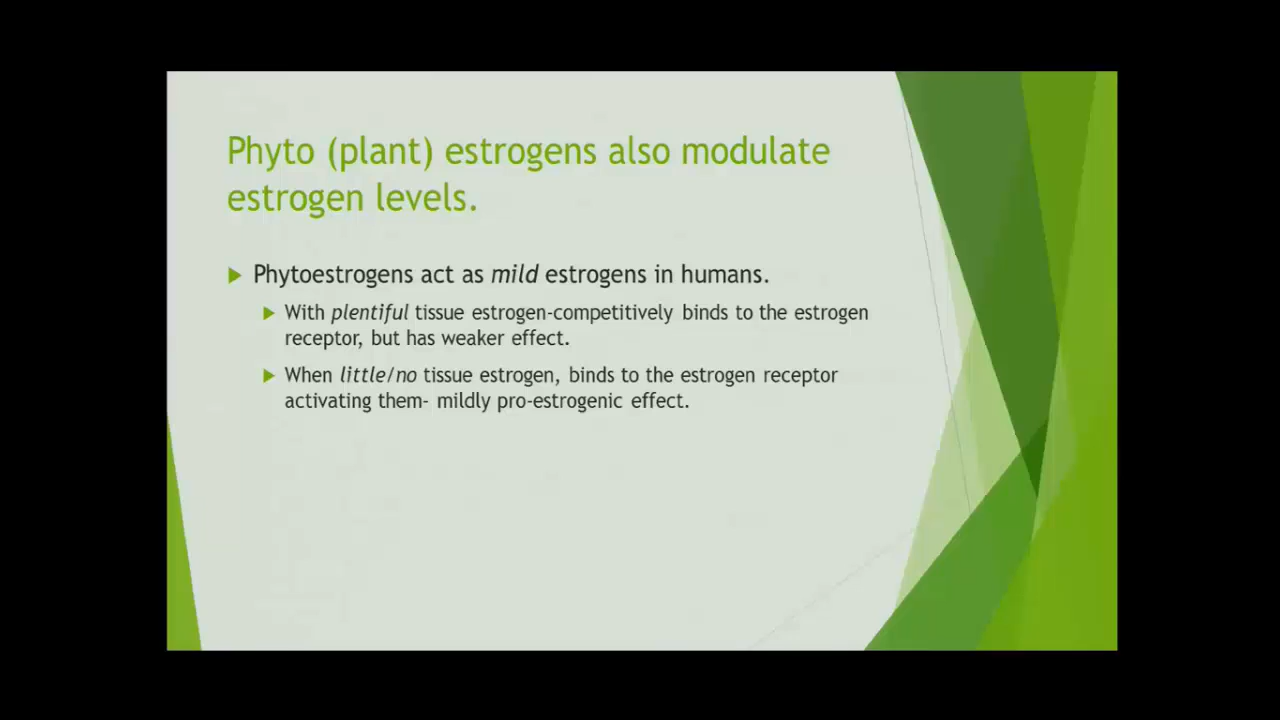 Phyto (plant) estrogens also modulate
estrogen levels.
Phytoestrogens act as mild estrogens in humans.
With plentiful tissue estrogen-competitively binds to the estrogen
receptor, but has weaker effect.
When little/no tissue estrogen, binds to the estrogen receptor
activating them- mildly pro-estrogenic effect.